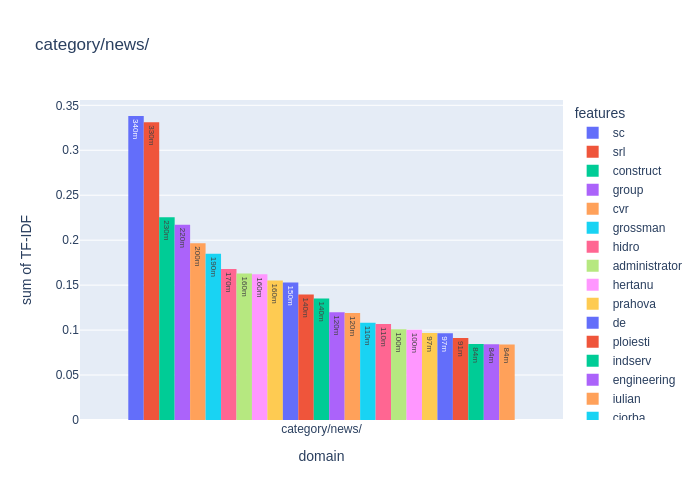 category/news/
sum of TF-IDF
0.35
0.3
0.25
0.2
0.15
0.1
0.05
0
340m
330m
230m
220m
200m
190m
170m
160m
160m
160m
150m
140m
140m
120m
120m
110m
110m
100m
100m
97m
97m
91m
84m
84m
84m
category/news/
domain
features
sc
srl
construct
group
cvr
grossman
hidro
administrator
hertanu
prahova
de
ploiesti
indserv
engineering
iulian
ciorba